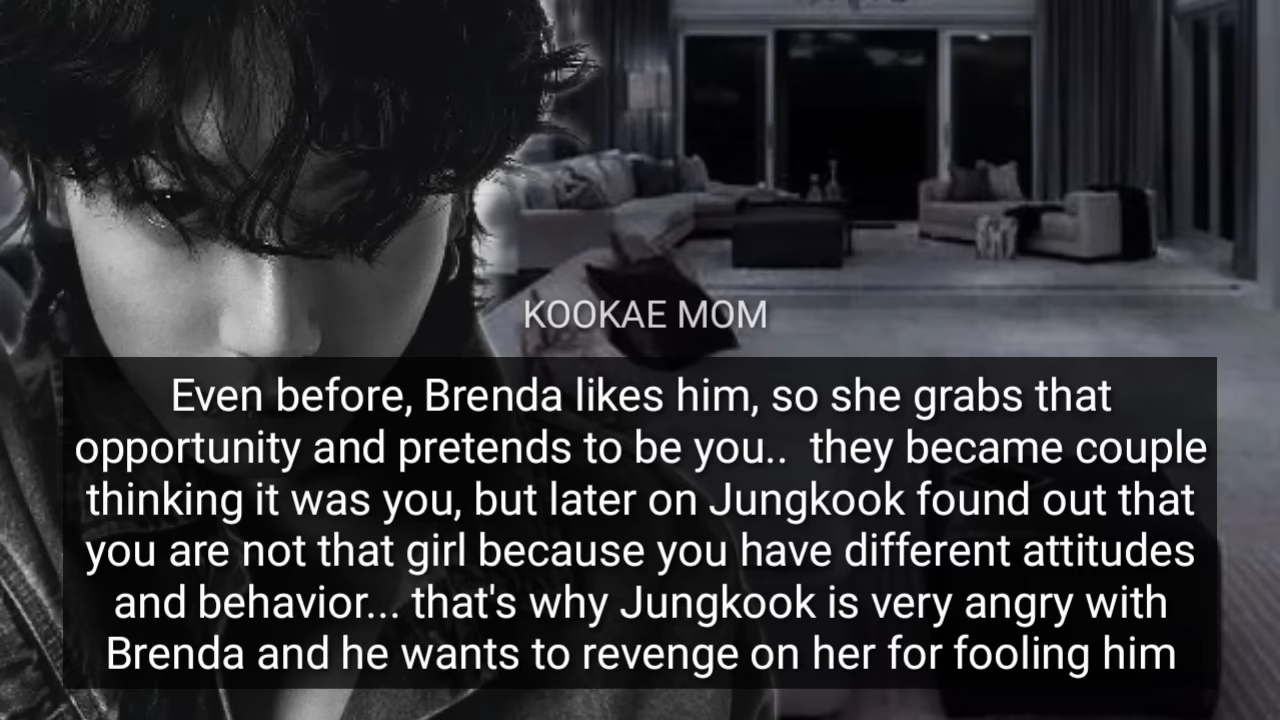 KOOKAE MOM
Even before, Brenda likes him, so she grabs that
opportunity and pretends to be you..  they became couple
thinking it was you, but later on Jungkook found out that
you are not that girl because you have different attitudes
and behavior... that's why Jungkook is very angry with
Brenda and he wants to revenge on her for fooling him